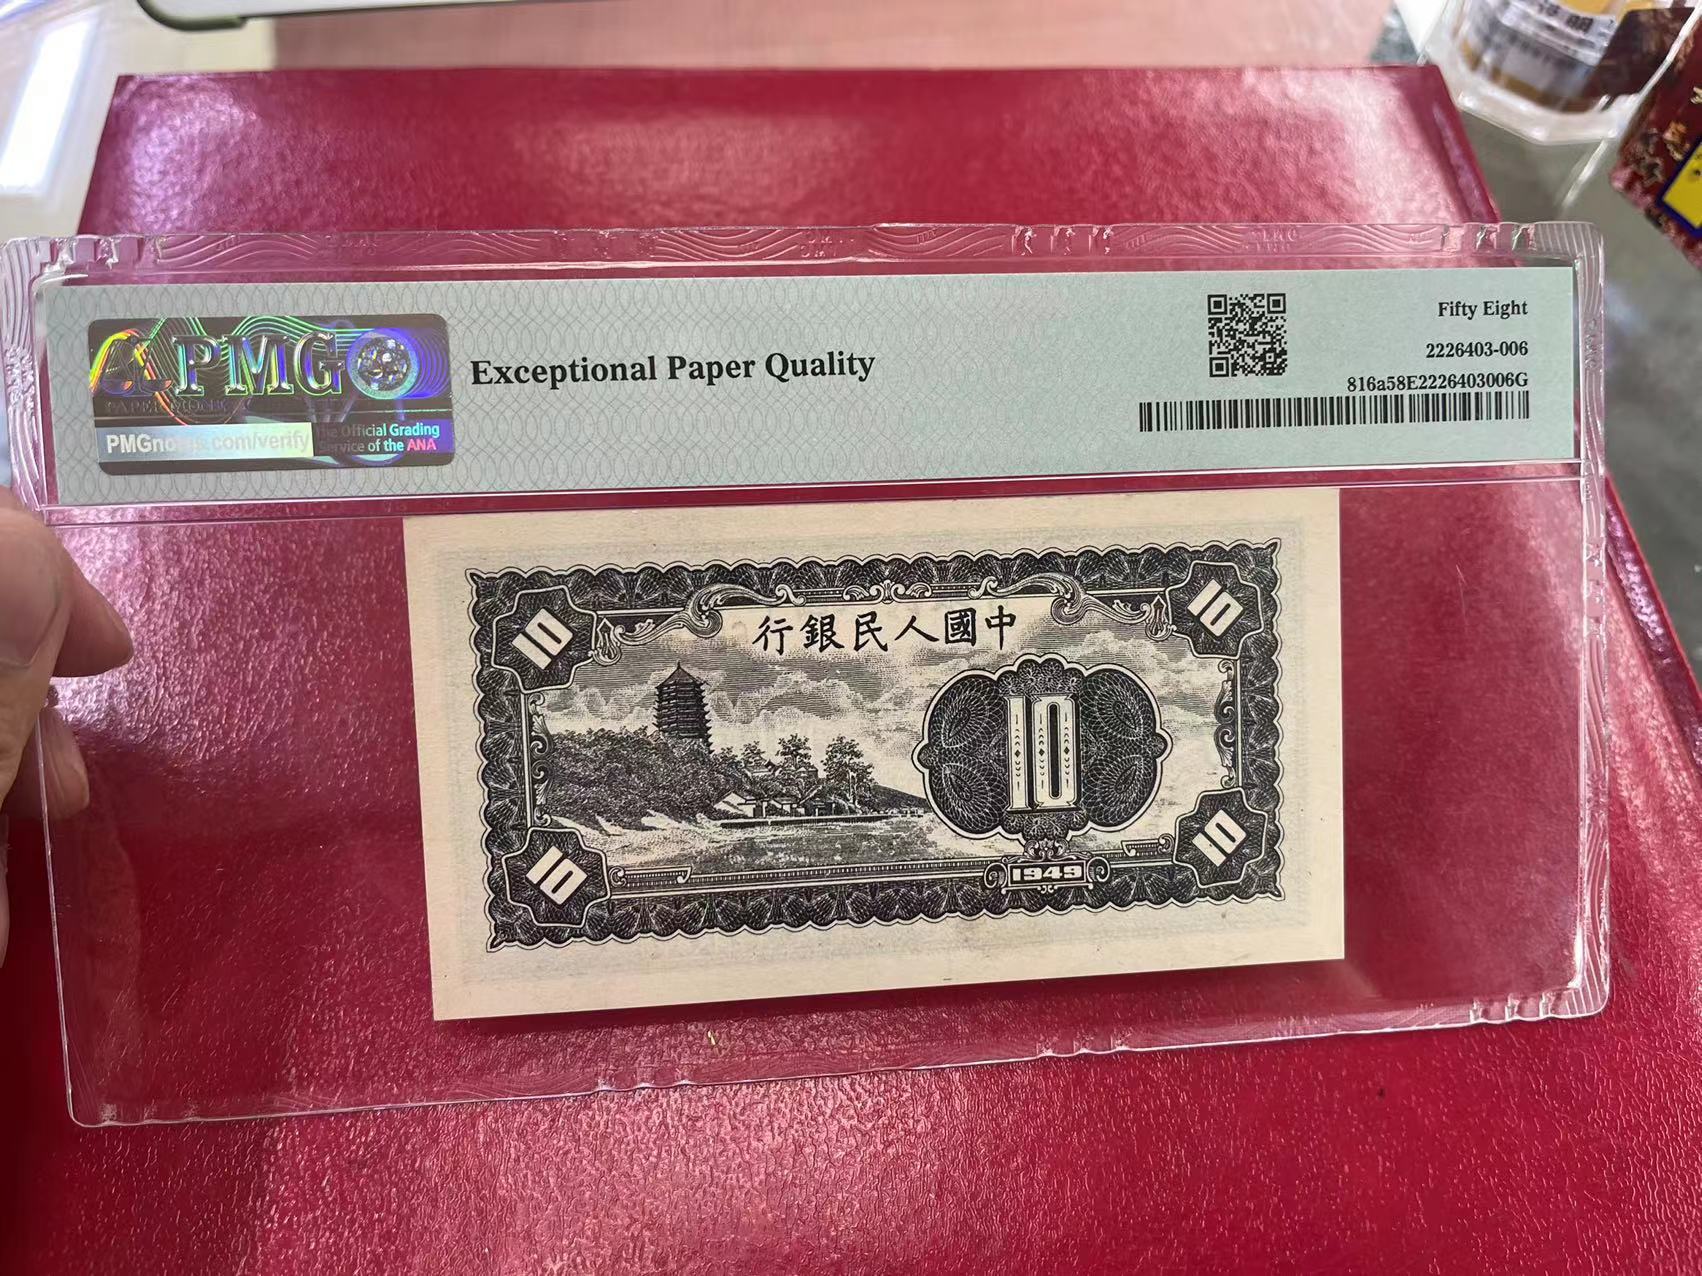 PMG
PMGnotes.com/verify
The Official Grading
Service of the ANA
Exceptional Paper Quality
Fifty Eight
2226403-006
816a58E2226403006G
行銀民人國中
10
10
10
10
10
1949